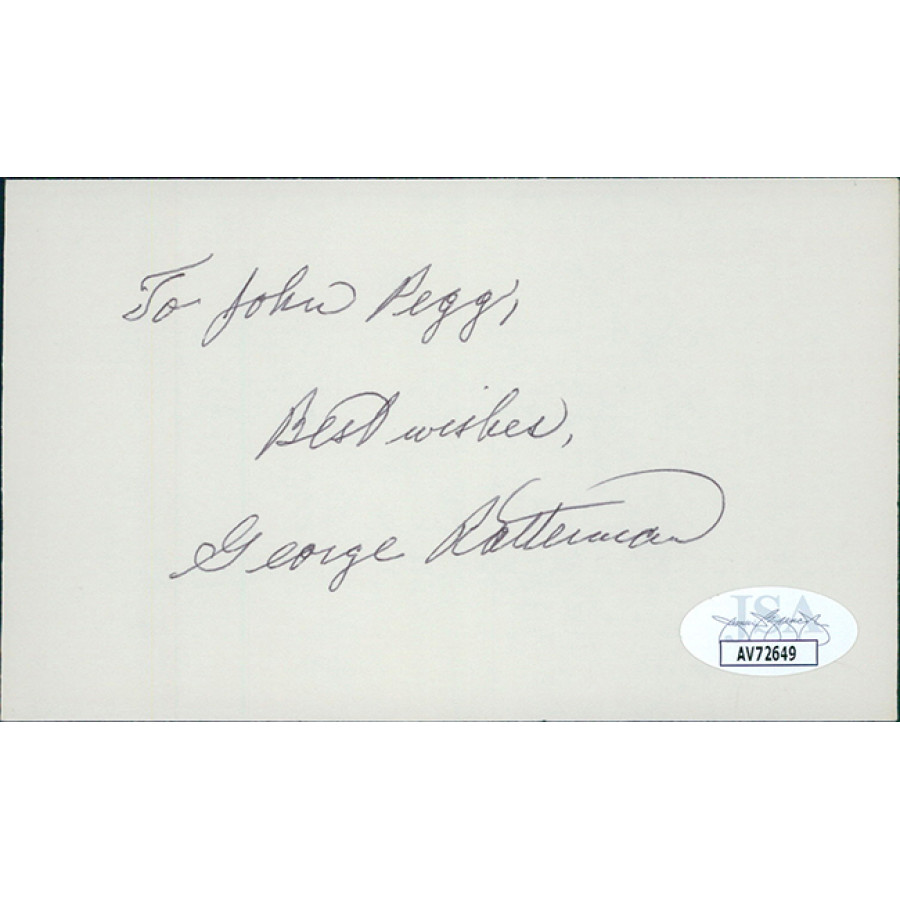 To John Pegg,
Best wishes,
George Ratterman
JSA
AV72649